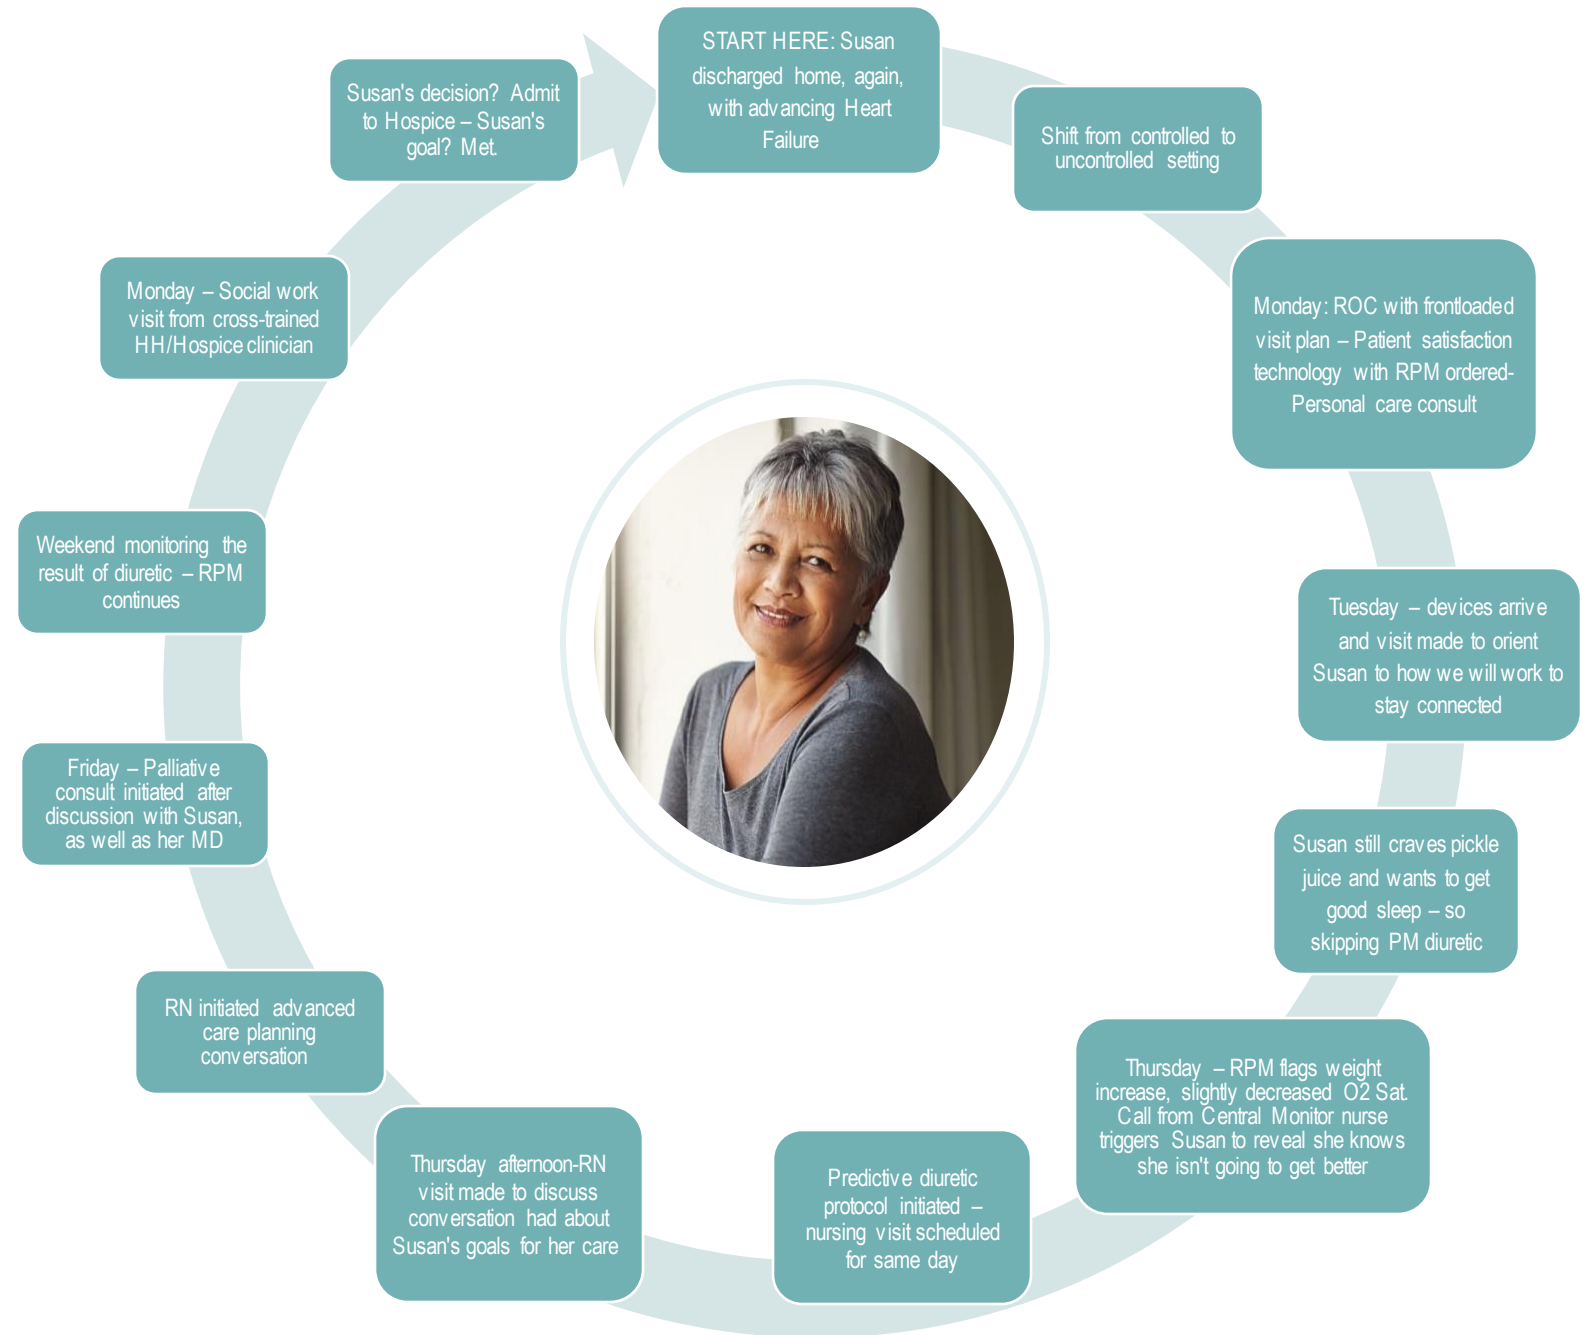 START HERE: Susan
discharged home, again,
with advancing Heart
Failure
Shift from controlled to
uncontrolled setting
Monday: ROC with frontloaded
visit plan – Patient satisfaction
technology with RPM ordered-
Personal care consult
Tuesday – devices arrive
and visit made to orient
Susan to how we will work to
stay connected
Susan still craves pickle
juice and wants to get
good sleep – so
skipping PM diuretic
Thursday – RPM flags weight
increase, slightly decreased O2 Sat.
Call from Central Monitor nurse
triggers Susan to reveal she knows
she isn't going to get better
Predictive diuretic
protocol initiated –
nursing visit scheduled
for same day
Thursday afternoon-RN
visit made to discuss
conversation had about
Susan's goals for her care
RN initiated advanced
care planning
conversation
Friday – Palliative
consult initiated after
discussion with Susan,
as well as her MD
Weekend monitoring the
result of diuretic – RPM
continues
Monday – Social work
visit from cross-trained
HH/Hospice clinician
Susan's decision? Admit
to Hospice – Susan's
goal? Met.